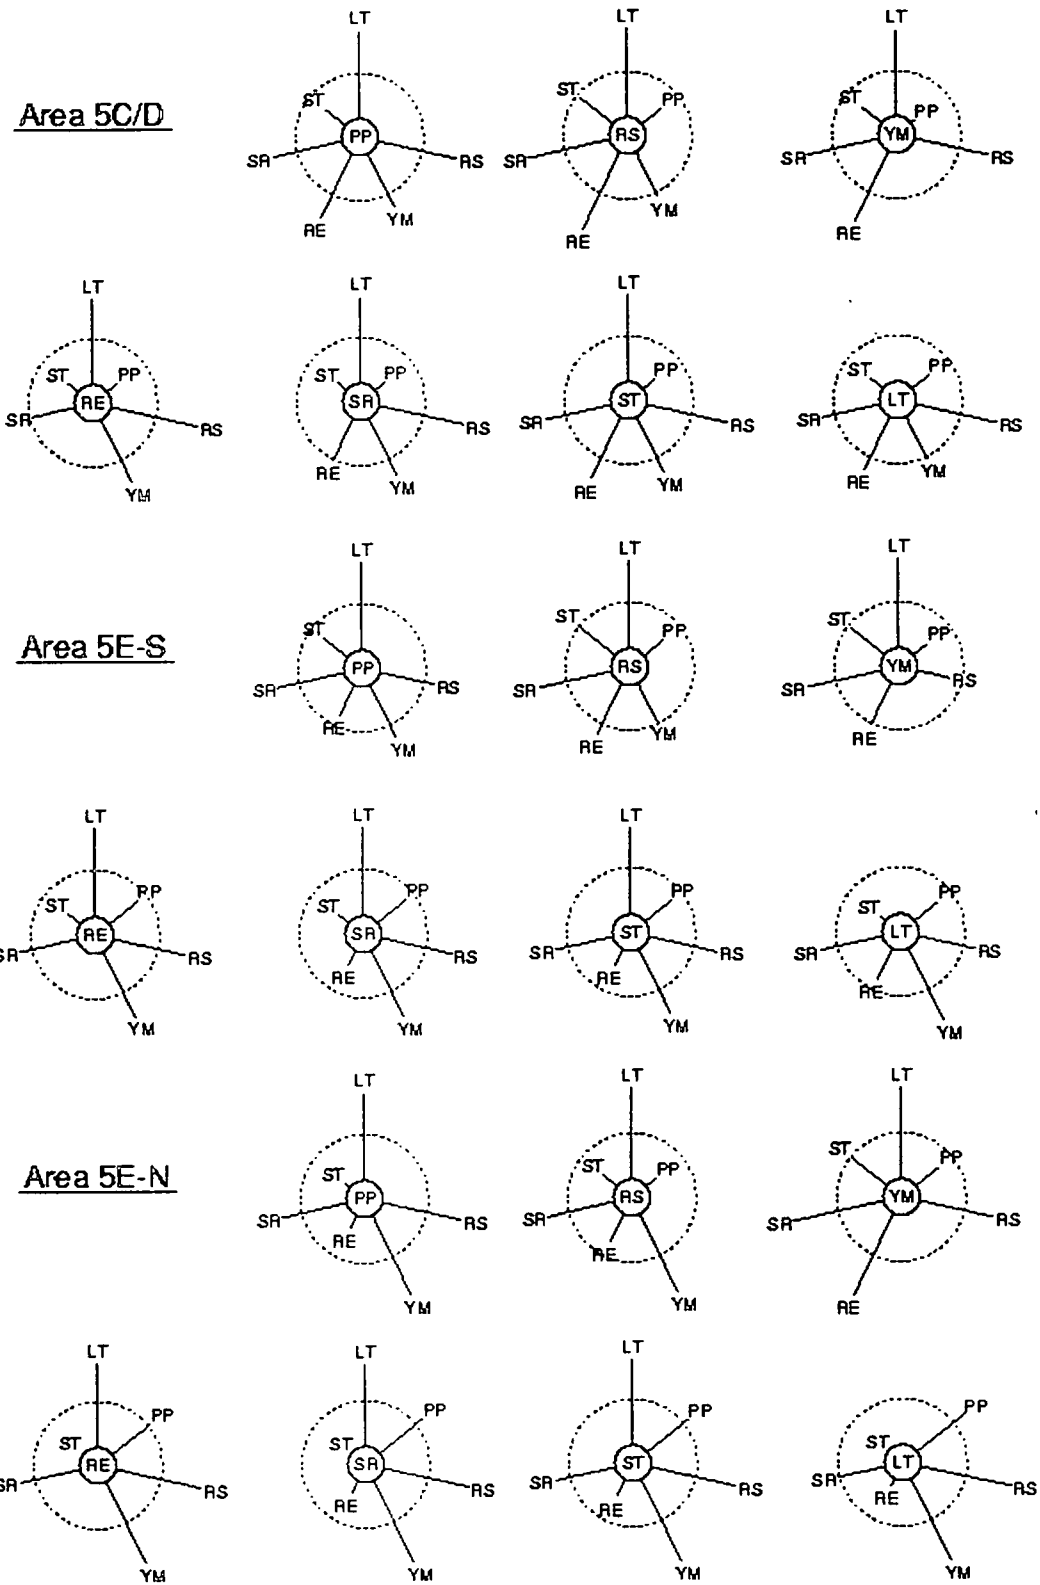 LT LT LT
Area 5C/D
ST PP SR RS RE YM
ST PP RS SR YM RE
ST PP YM SR RS RE
LT LT LT LT
ST PP RE SR RS YM
ST PP SR RS RE YM
ST PP ST SR RS RE YM
ST PP LT SR RS RE YM
LT LT LT
Area 5E-S
ST PP SR RS RE YM
ST PP RS SR YM RE
ST PP YM SR RS RE
LT LT LT LT
ST PP RE SR RS YM
ST PP SR RS RE YM
ST PP ST SR RS RE YM
ST PP LT SR RS RE YM
LT LT LT
Area 5E-N
ST PP SR RS RE YM
ST PP RS SR RE YM
ST PP YM SR RS RE
LT LT LT LT
ST PP RE SR RS YM
ST PP SR RS RE YM
ST PP ST SR RS RE YM
ST PP LT SR RS RE YM